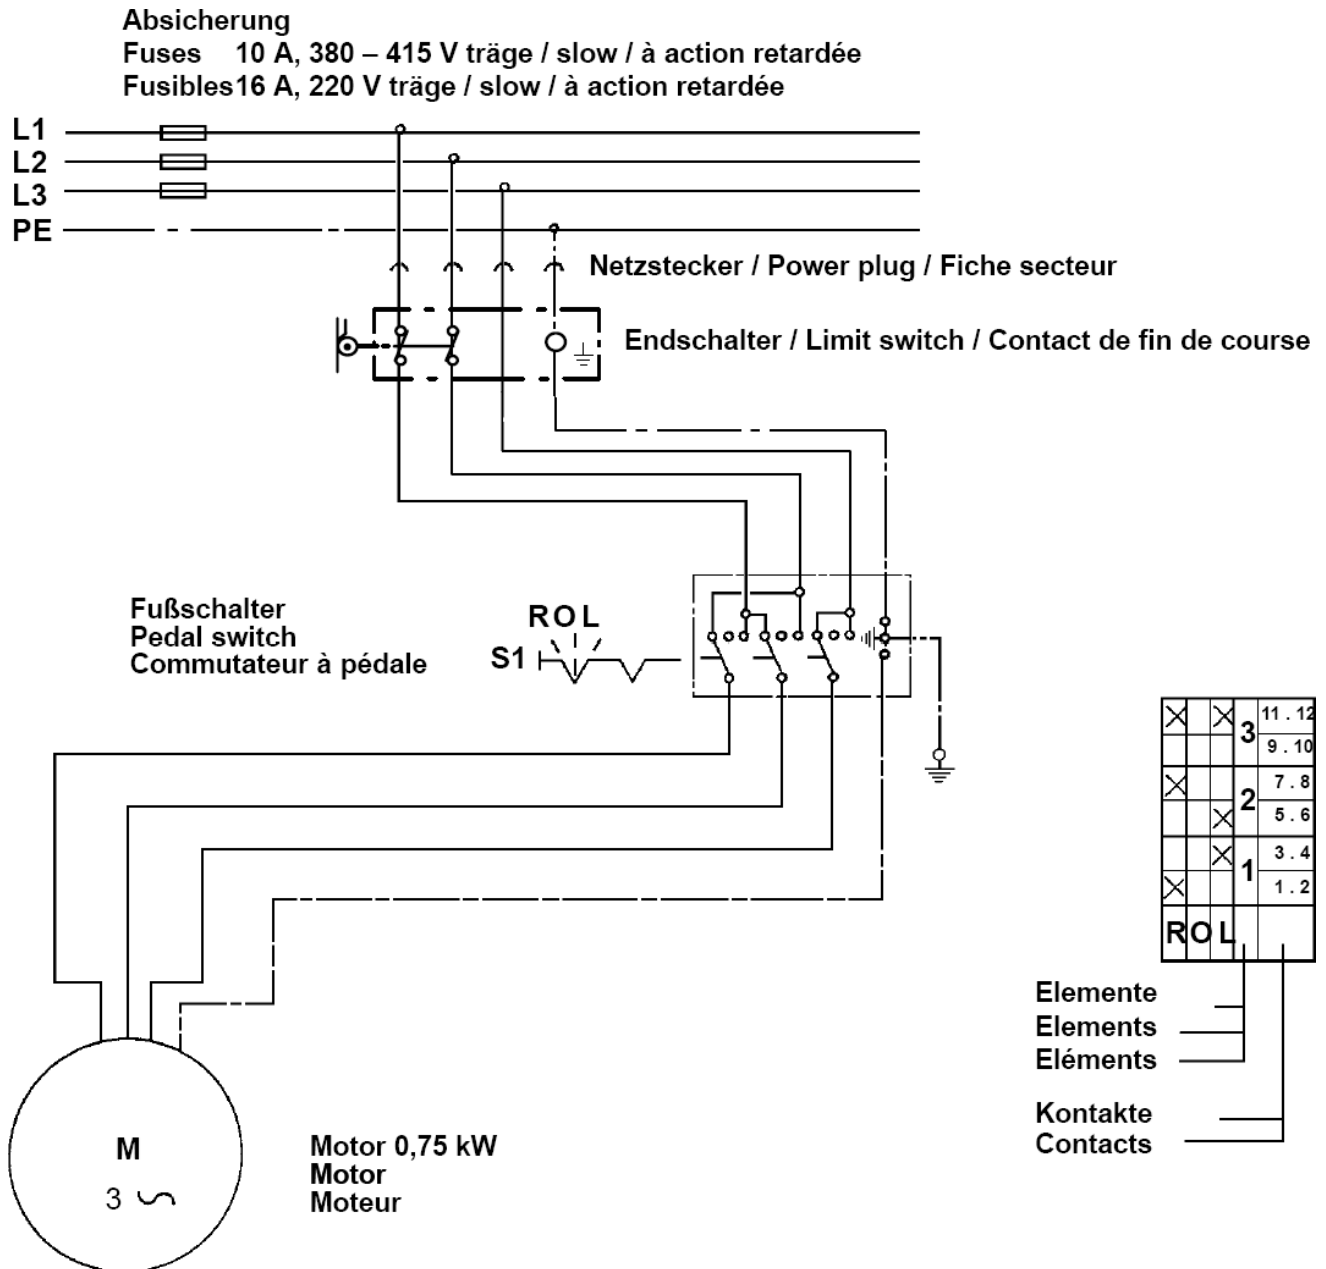 Absicherung
Fuses 10 A, 380 – 415 V träge / slow / à action retardée
Fusibles16 A, 220 V träge / slow / à action retardée
L1
L2
L3
PE
Netzstecker / Power plug / Fiche secteur
Endschalter / Limit switch / Contact de fin de course
Fußschalter
Pedal switch
Commutateur à pédale
R O L
S1
3 11 . 12
9 . 10
2 7 . 8
5 . 6
1 3 . 4
1 . 2
R O L
Elemente
Elements
Eléments
Kontakte
Contacts
M
3
Motor 0,75 kW
Motor
Moteur